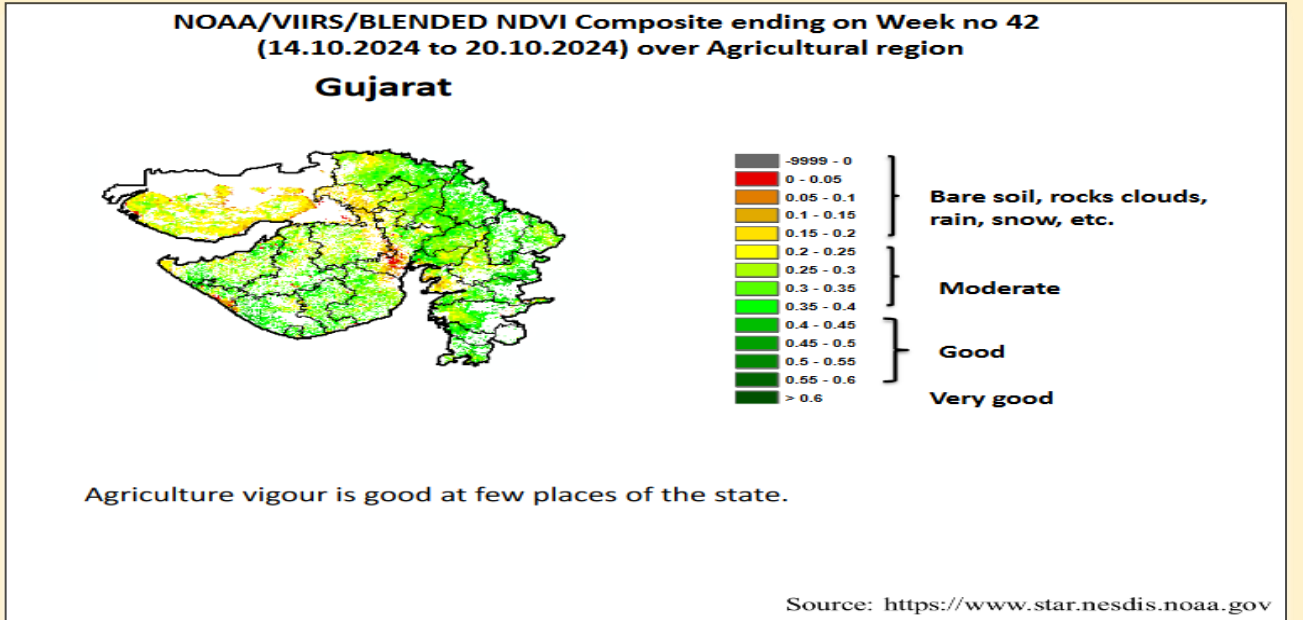 NOAA/VIIRS/BLENDED NDVI Composite ending on Week no 42
(14.10.2024 to 20.10.2024) over Agricultural region
Gujarat
-9999 - 0
0 - 0.05
0.05 - 0.1
0.1 - 0.15
0.15 - 0.2
Bare soil, rocks clouds,
rain, snow, etc.
0.2 - 0.25
0.25 - 0.3
0.3 - 0.35
0.35 - 0.4
Moderate
0.4 - 0.45
0.45 - 0.5
0.5 - 0.55
0.55 - 0.6
Good
> 0.6
Very good
Agriculture vigour is good at few places of the state.
Source: https://www.star.nesdis.noaa.gov